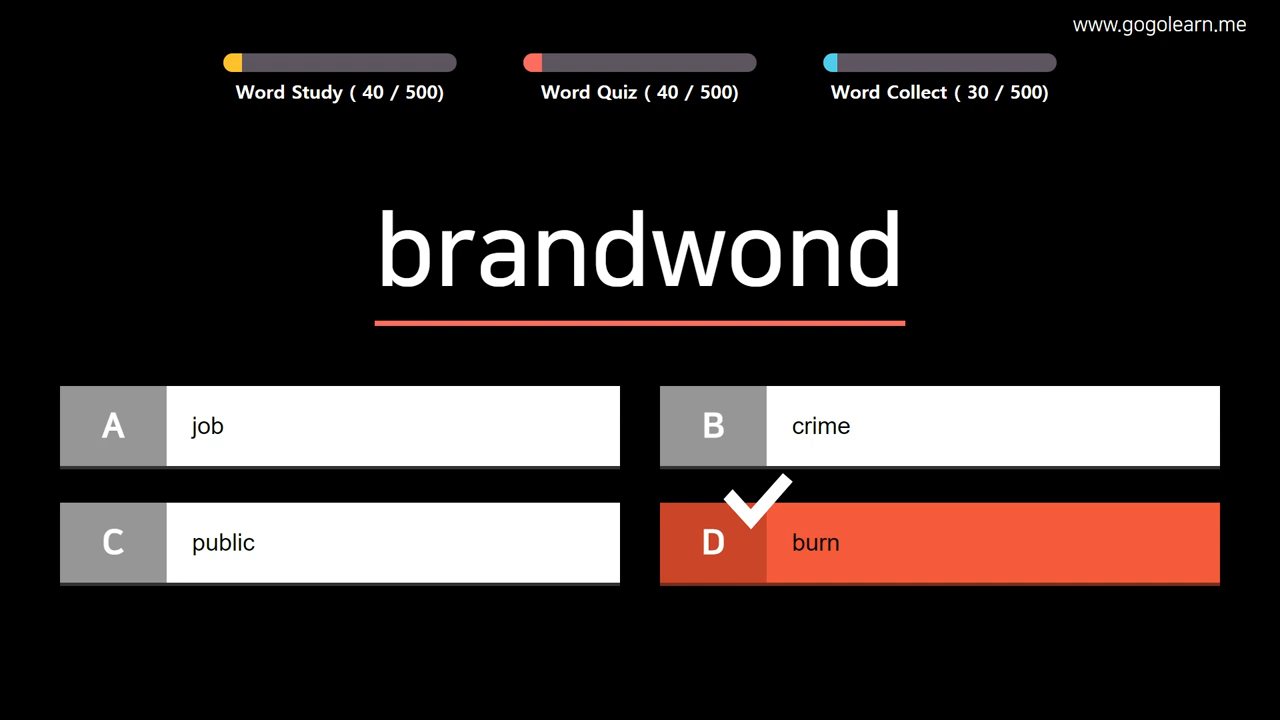 www.gogolearn.me
Word Study ( 40 / 500)
Word Quiz ( 40 / 500)
Word Collect ( 30 / 500)
brandwond
A job
B crime
C public
D burn